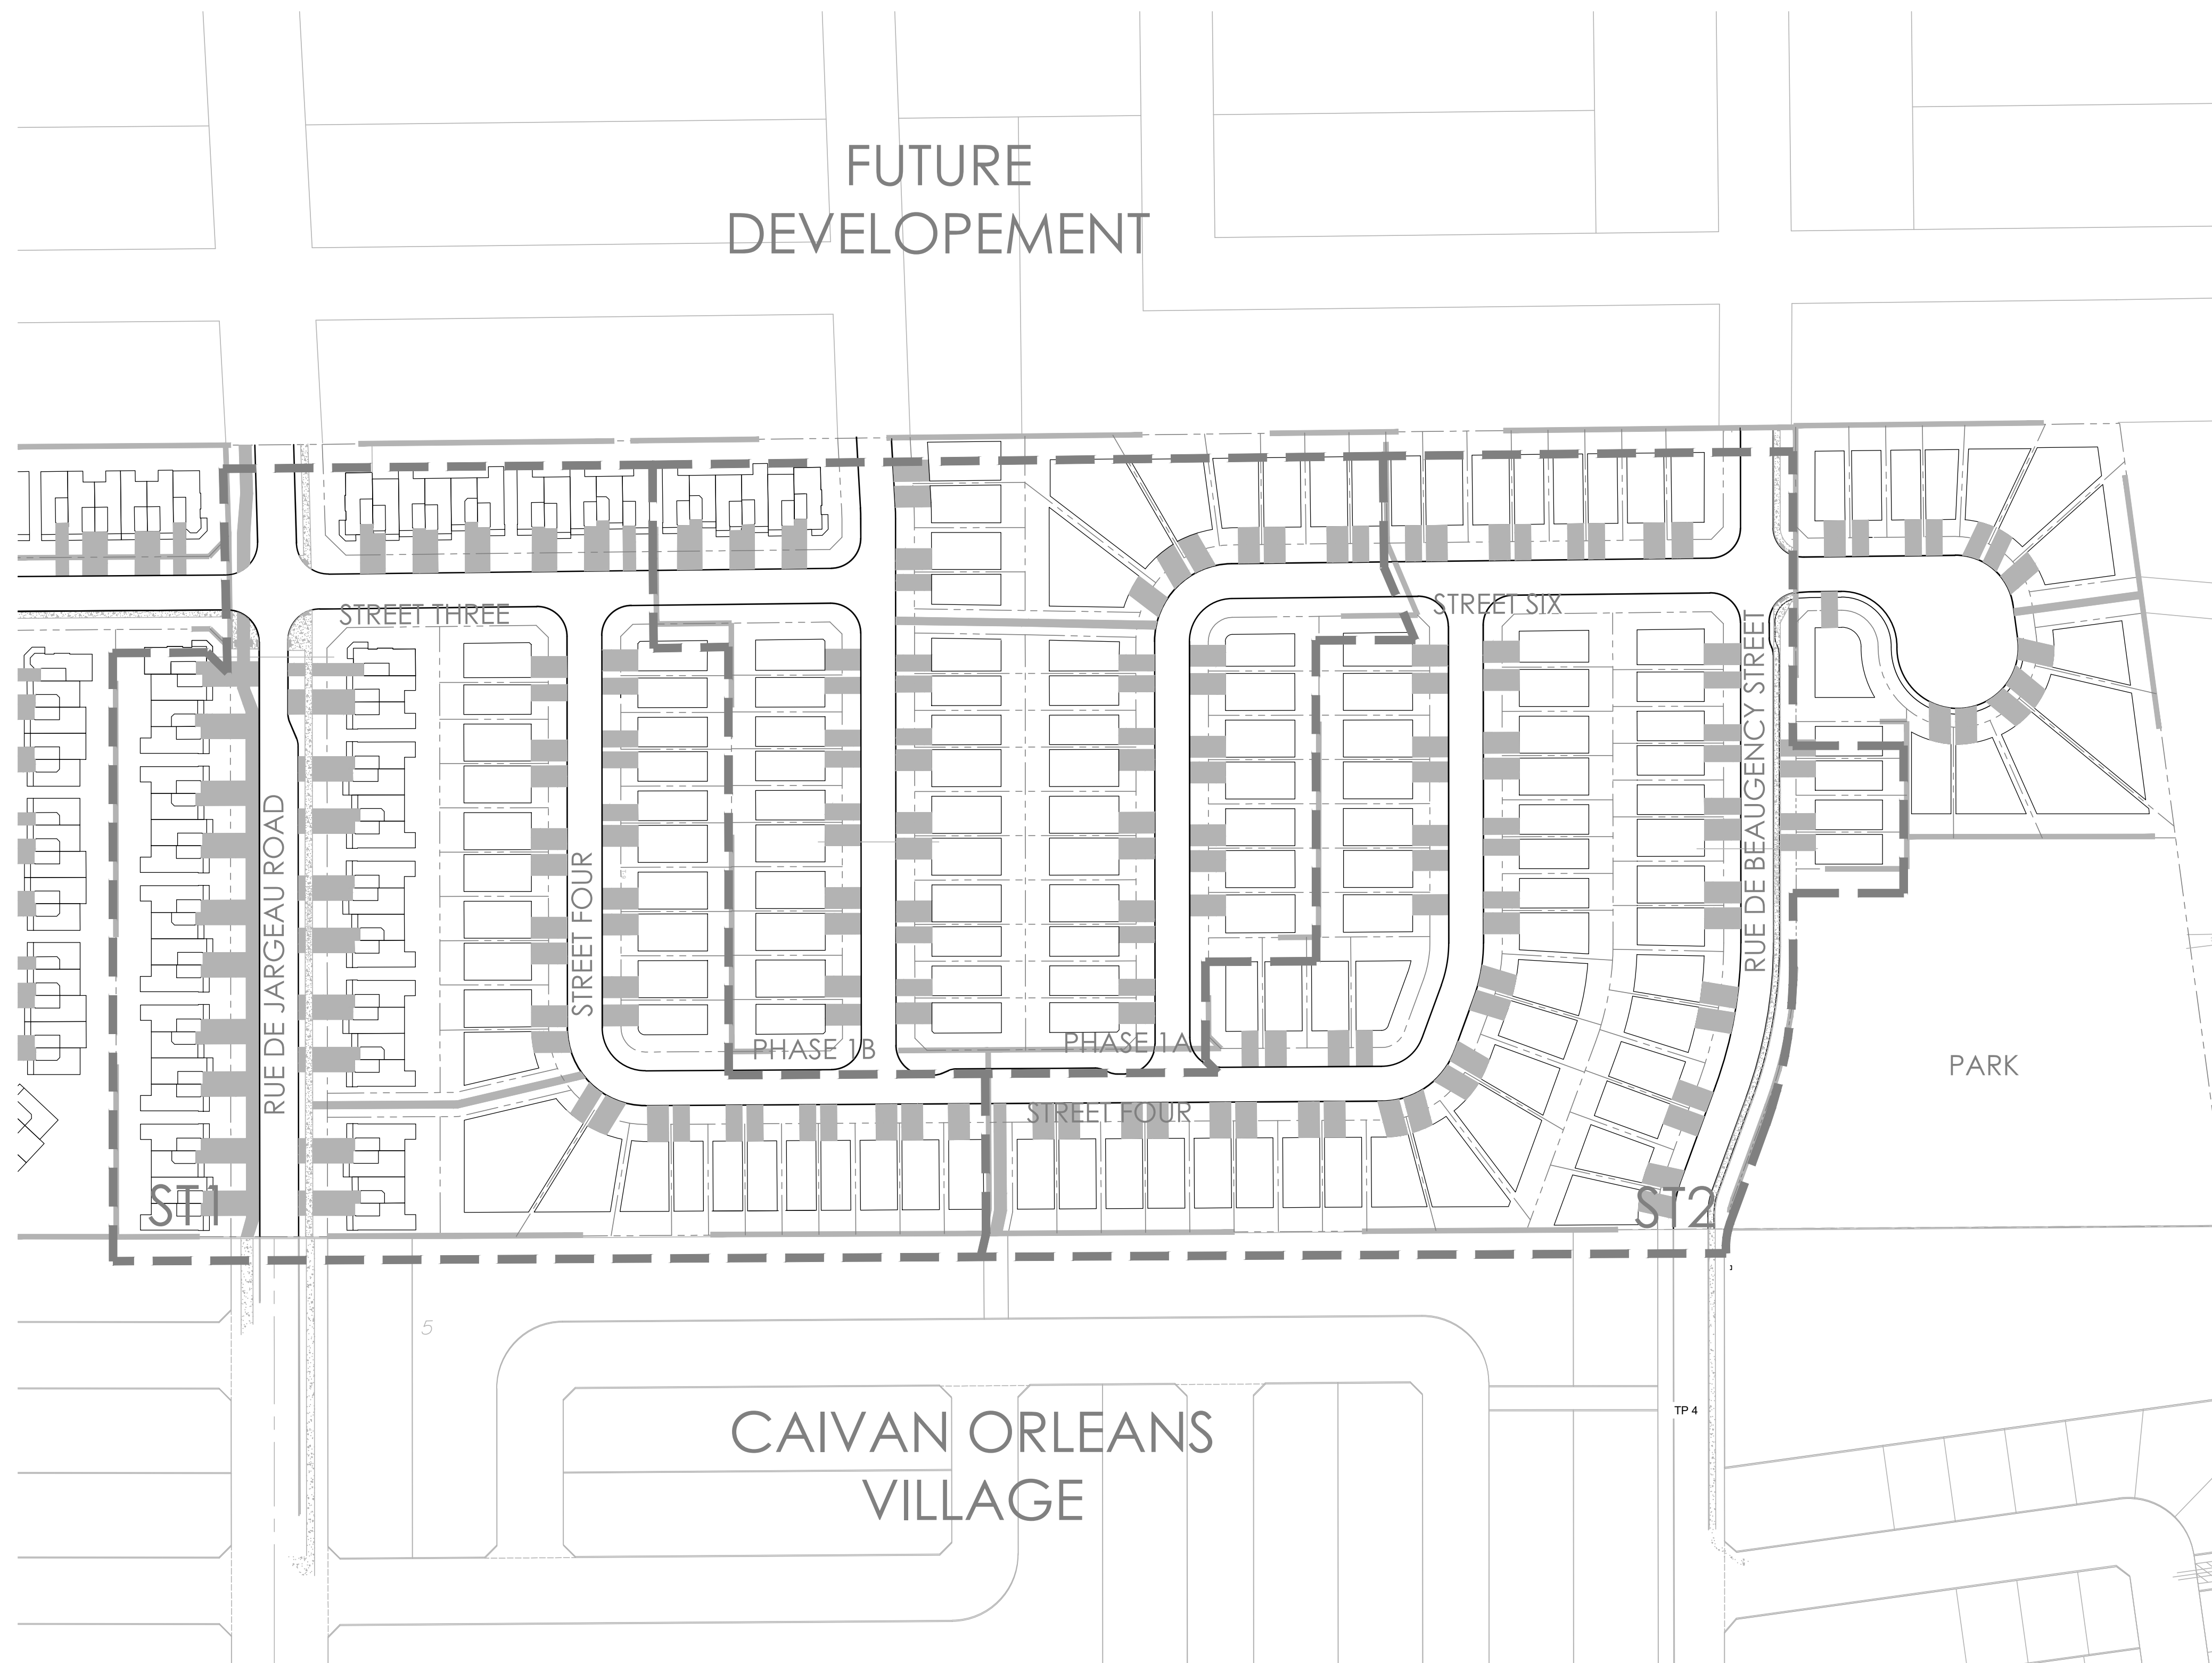 FUTURE
DEVELOPEMENT
STREET THREE
STREET SIX
RUE DE BEAUGENCY STREET
RUE DE JARGEAU ROAD
STREET FOUR
PHASE 1B
PHASE 1A
PARK
STREET FOUR
ST1
ST2
5
TP 4
CAIVAN ORLEANS
VILLAGE